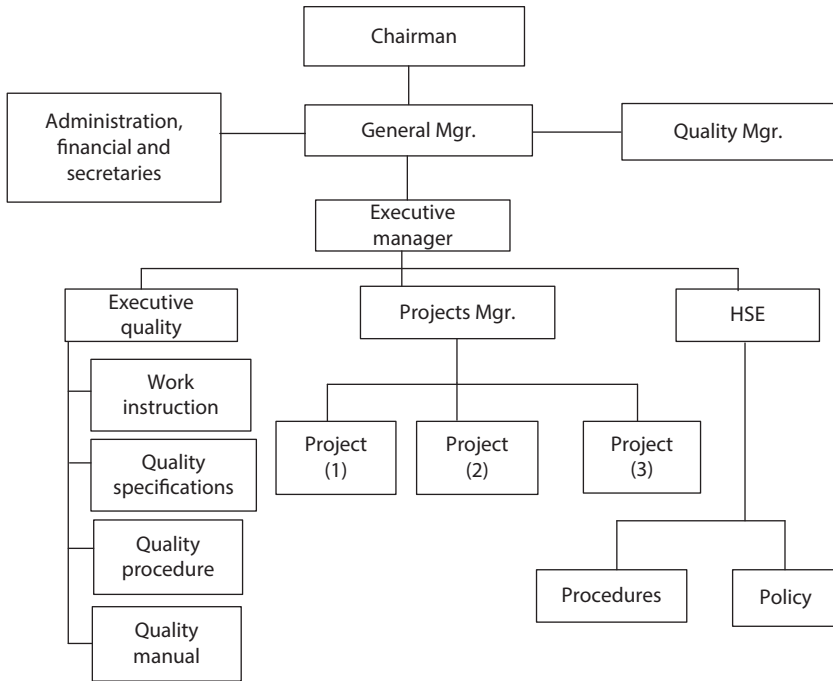 Chairman
Administration,
financial and
secretaries
General Mgr.
Quality Mgr.
Executive
manager
Executive
quality
Projects Mgr.
HSE
Work
instruction
Quality
specifications
Quality
procedure
Quality
manual
Project
(1)
Project
(2)
Project
(3)
Procedures
Policy